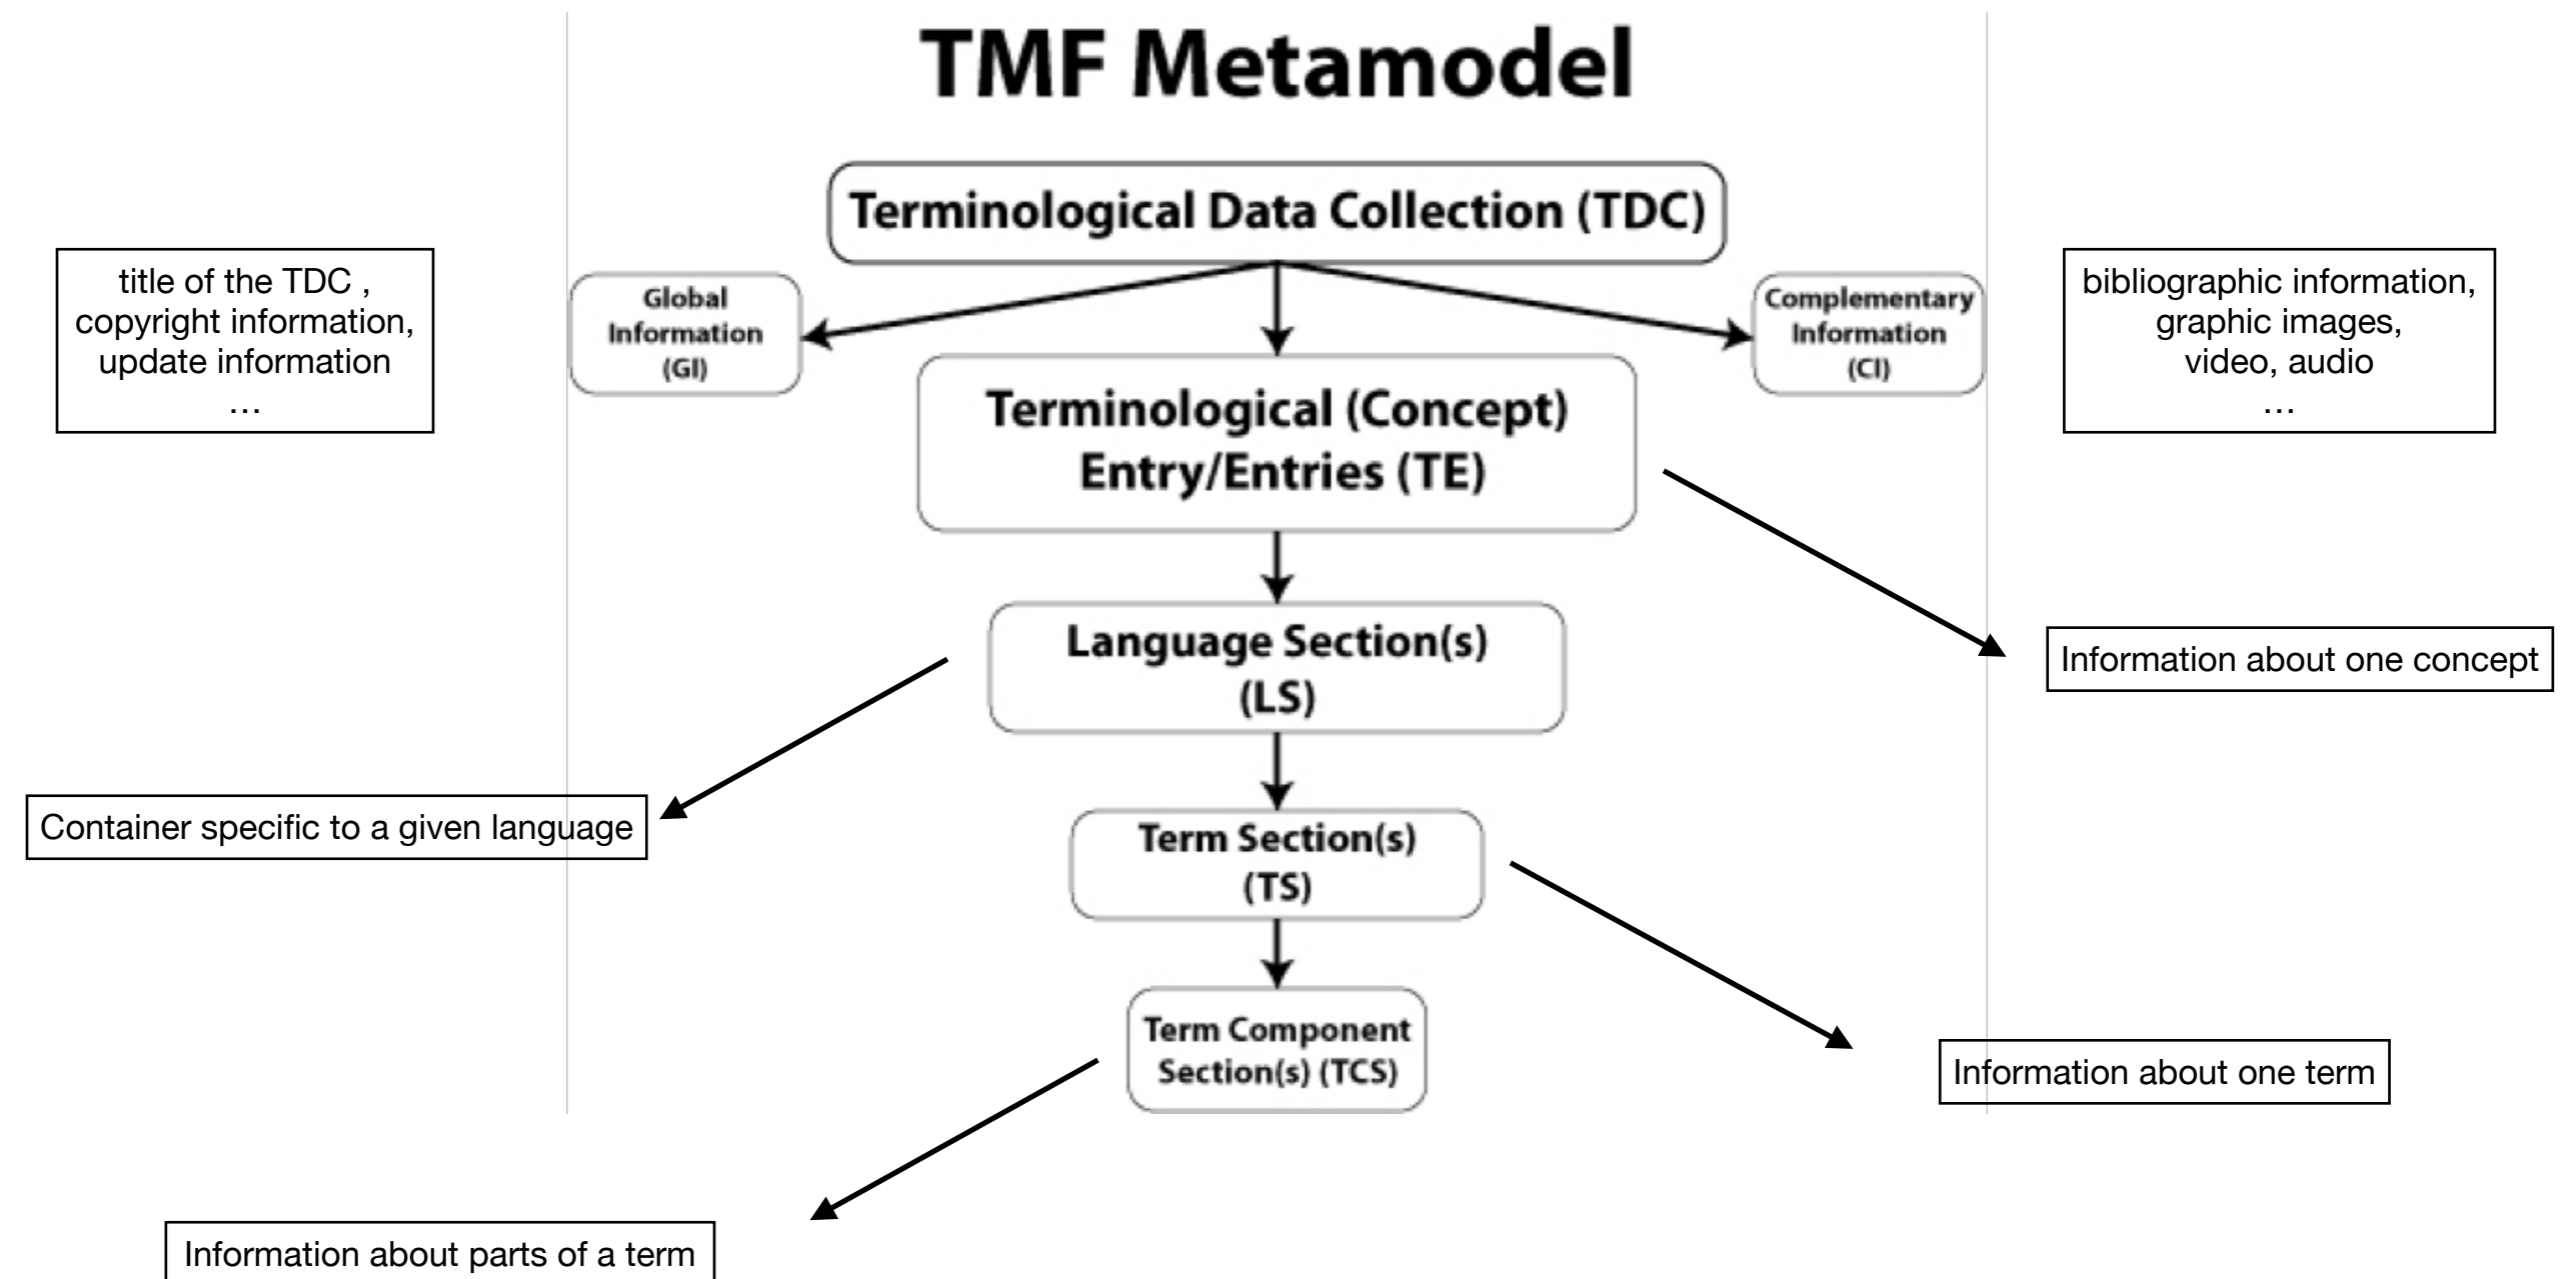 TMF Metamodel
Terminological Data Collection (TDC)
title of the TDC ,
copyright information,
update information
...
Global
Information
(GI)
Complementary
Information
(CI)
bibliographic information,
graphic images,
video, audio
...
Terminological (Concept)
Entry/Entries (TE)
Information about one concept
Language Section(s)
(LS)
Container specific to a given language
Term Section(s)
(TS)
Information about one term
Term Component
Section(s) (TCS)
Information about parts of a term